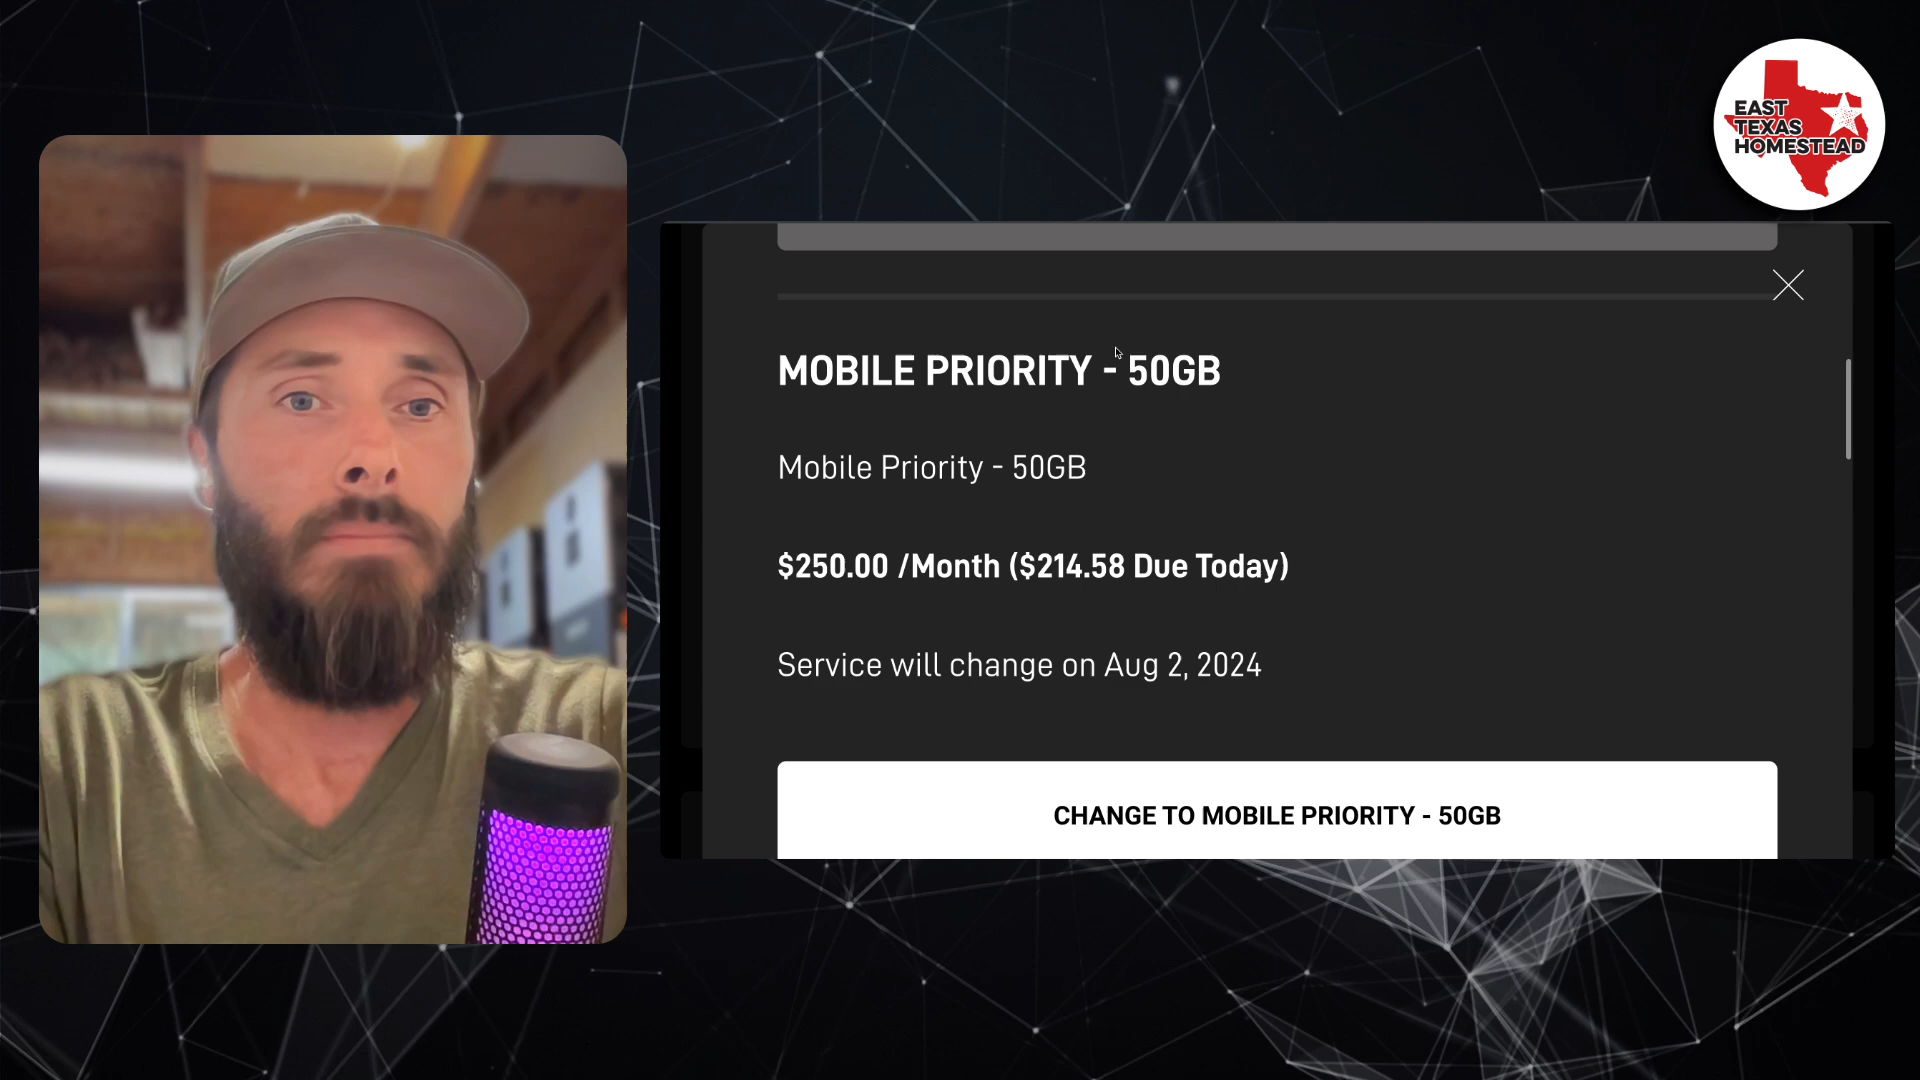 EAST
TEXAS
HOMESTEAD
MOBILE PRIORITY - 50GB
Mobile Priority - 50GB
$250.00 /Month ($214.58 Due Today)
Service will change on Aug 2, 2024
CHANGE TO MOBILE PRIORITY - 50GB